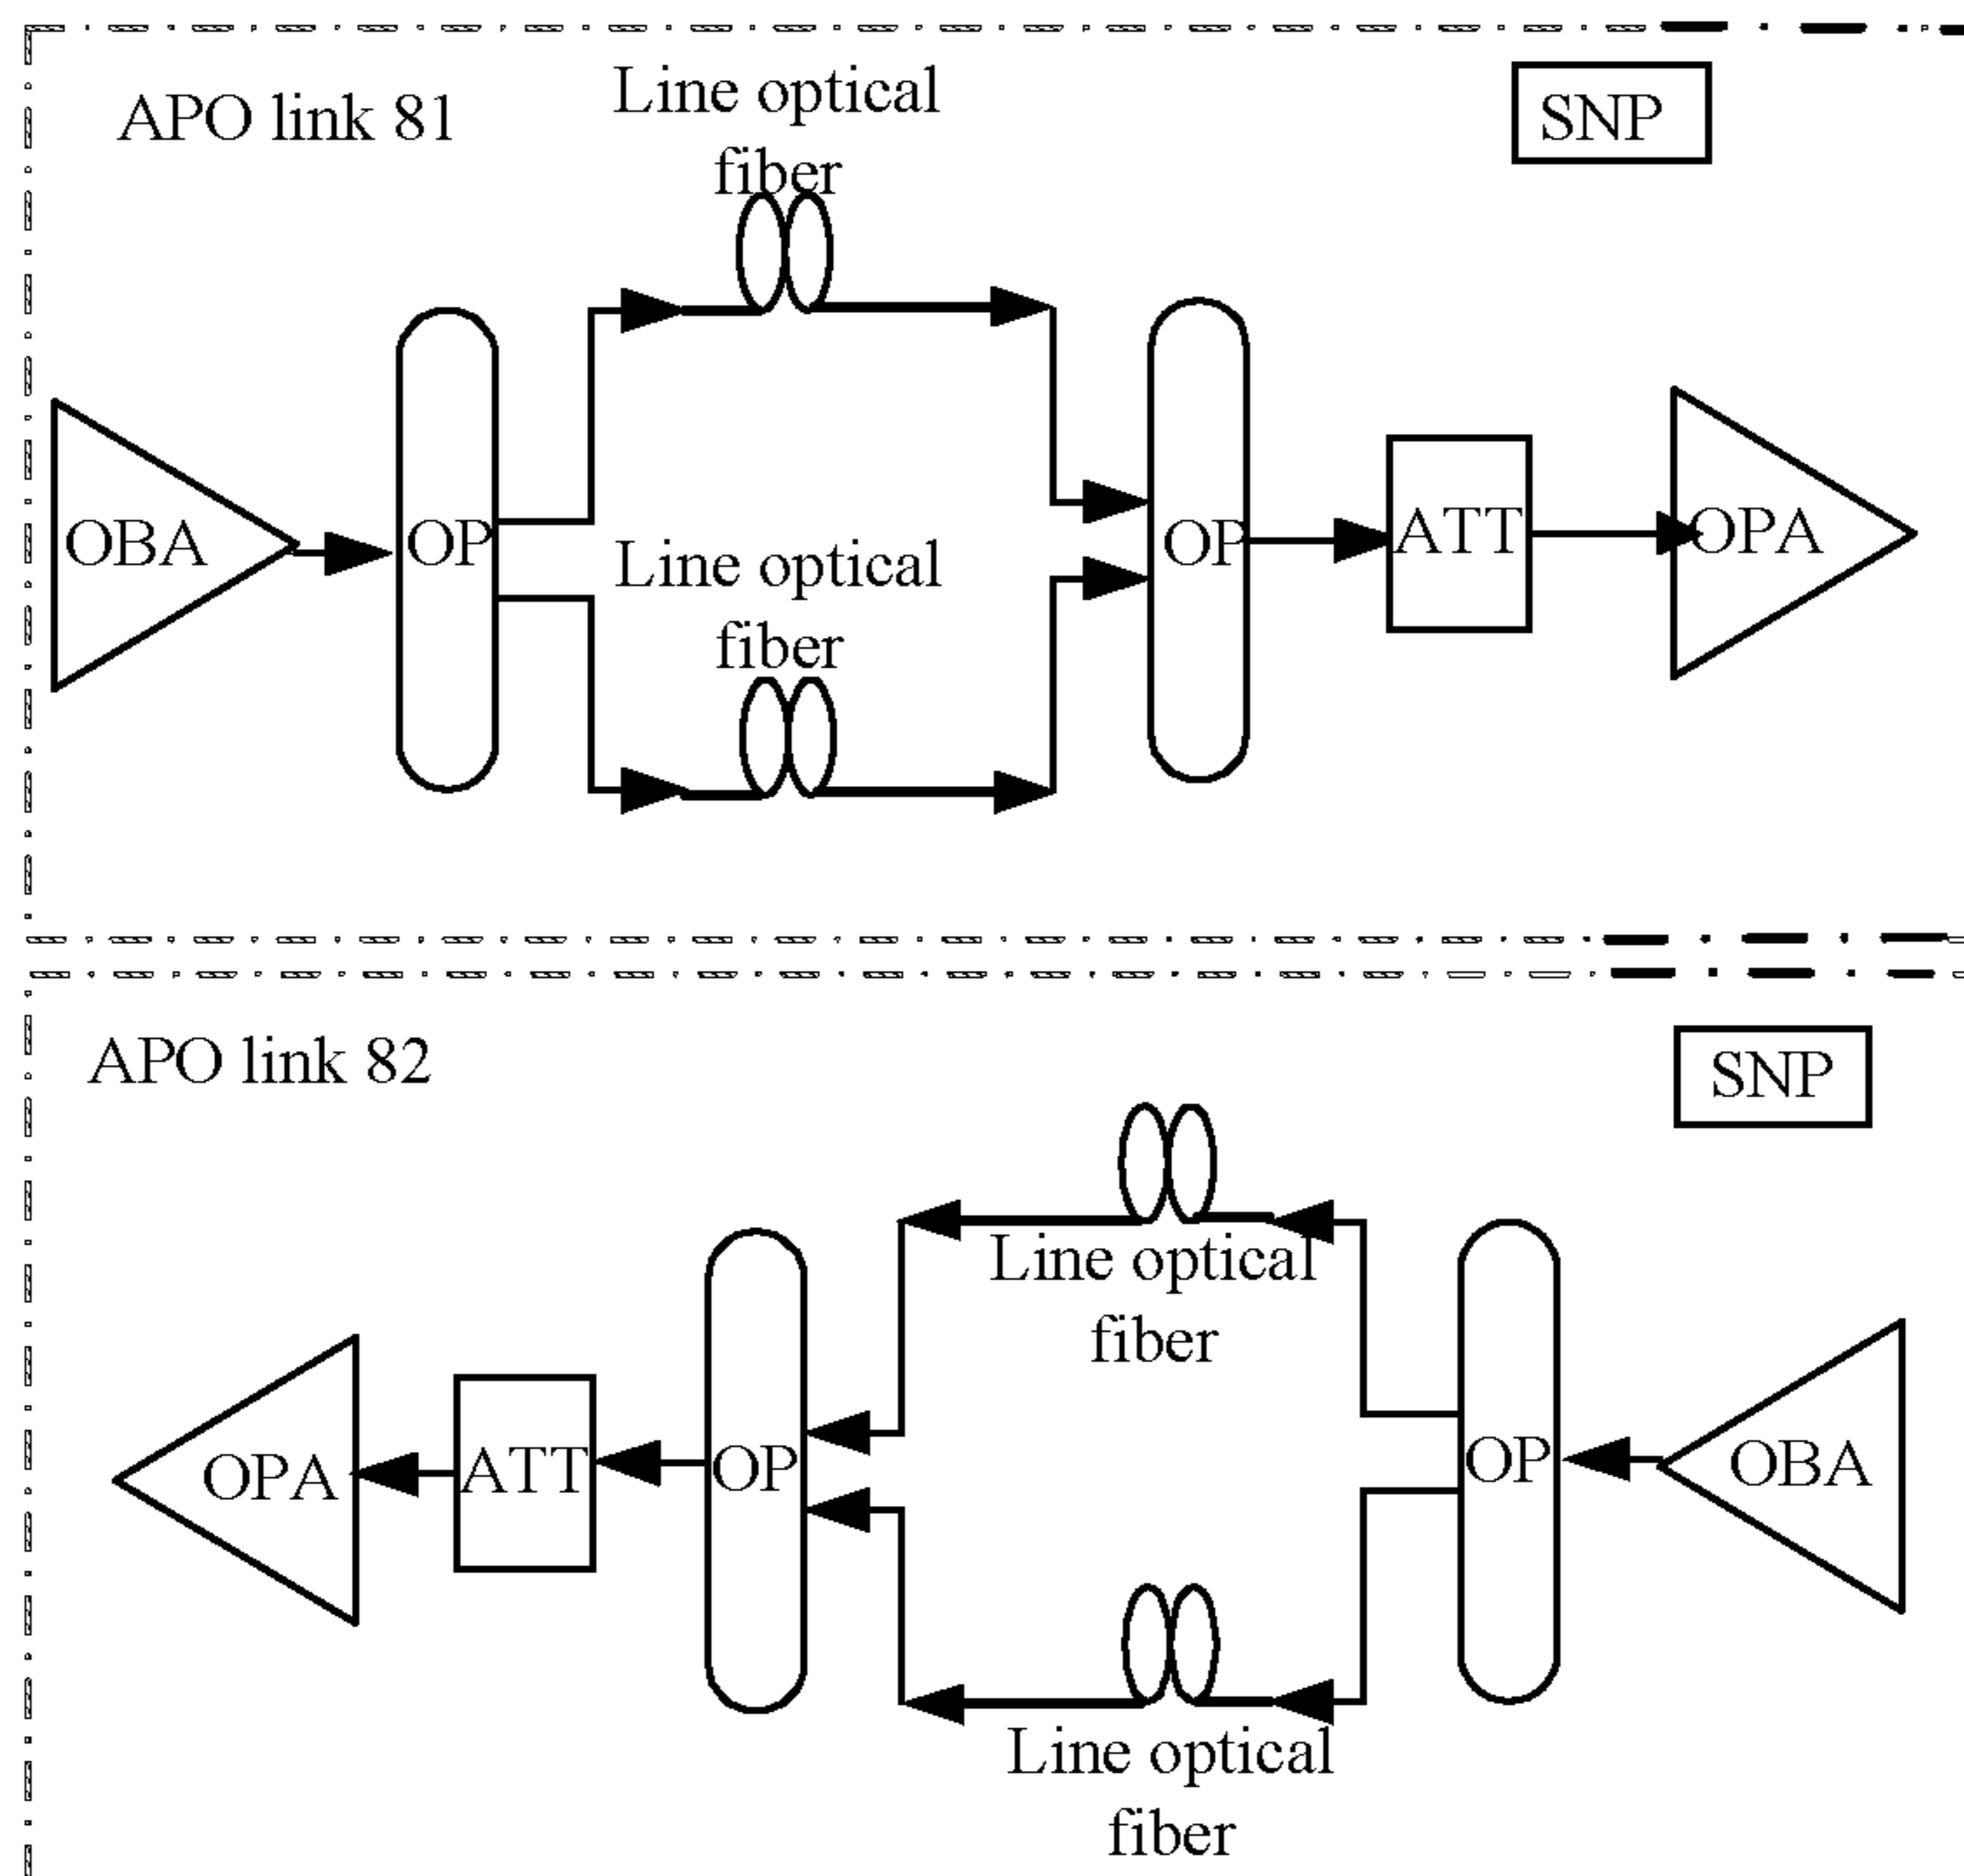 APO link 81
Line optical
fiber
SNP
OBA
OP
Line optical
fiber
OP
ATT
OPA
APO link 82
SNP
Line optical
fiber
OPA
ATT
OP
OP
OBA
Line optical
fiber